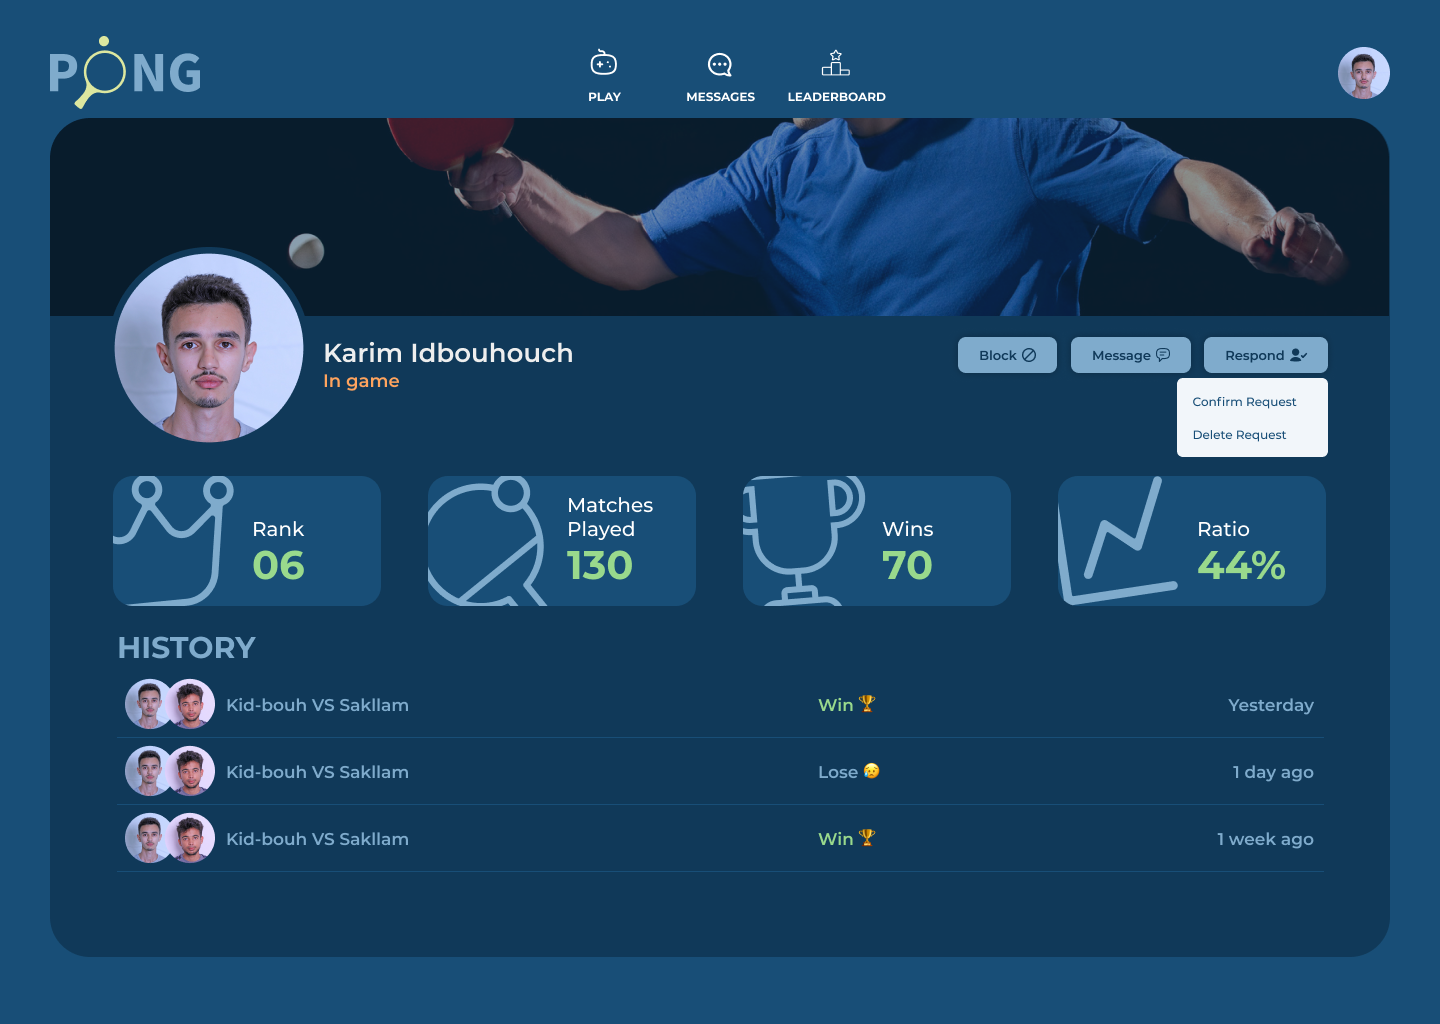 PONG
PLAY
MESSAGES
LEADERBOARD
Karim Idbouhouch
In game
Block
Message
Respond
Confirm Request
Delete Request
Rank
06
Matches
Played
130
Wins
70
Ratio
44%
HISTORY
Kid-bouh VS Sakllam
Win 🏆
Yesterday
Kid-bouh VS Sakllam
Lose 😥
1 day ago
Kid-bouh VS Sakllam
Win 🏆
1 week ago